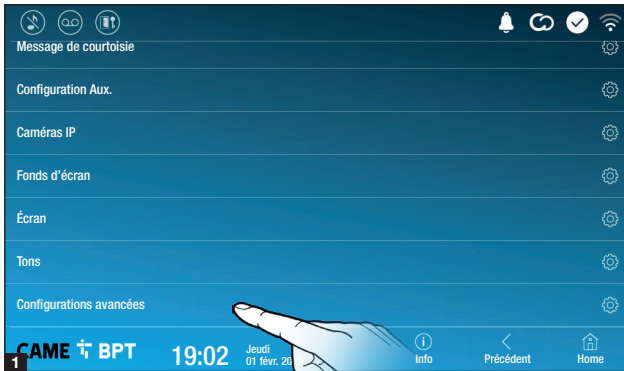 Message de courtoisie
Configuration Aux.
Caméras IP
Fonds d’écran
Écran
Tons
Configurations avancées
1
CAME BPT
19:02
Jeudi
01 févr. 20
Info
Précédent
Home